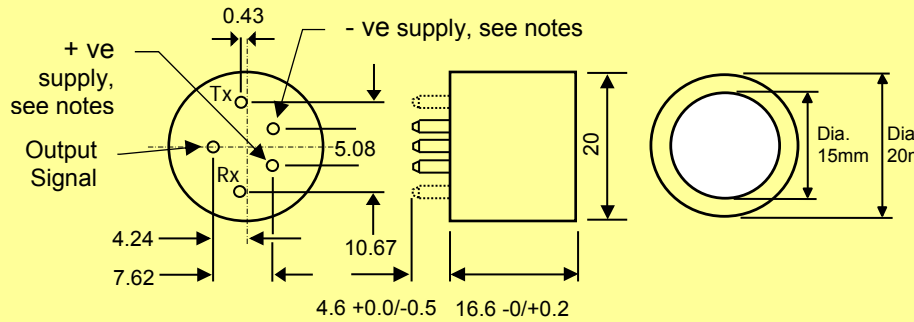 0.43
- ve supply, see notes
+ ve
supply,
see notes
Tx
Output
Signal
5.08
Rx
20
Dia.
15mm
Dia
4.24
10.67
7.62
4.6 +0.0/-0.5
16.6 -0/+0.2